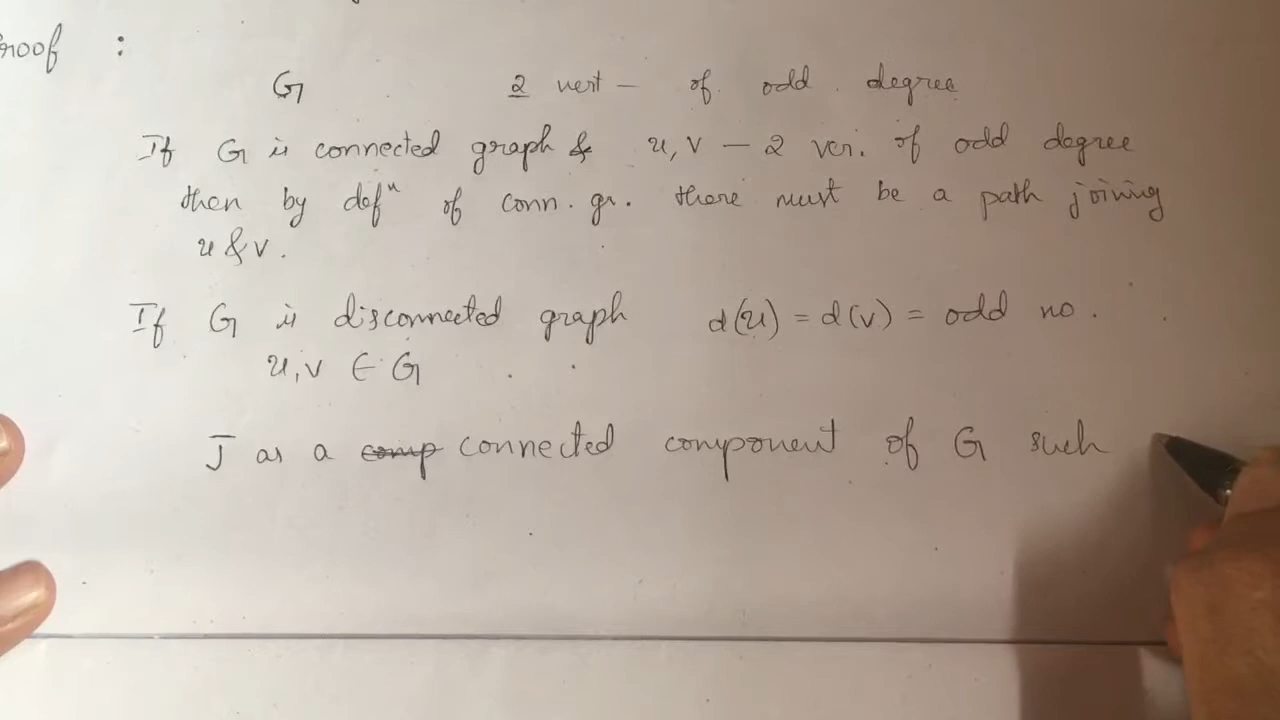 Proof :
G 2 vert - of odd degree
If G is connected graph & u, v - 2 ver. of odd degree
then by defⁿ of conn. gr. there must be a path joining
u & v.
If G is disconnected graph d(u) = d(v) = odd no.
u, v ∈ G
J as a comp connected component of G such